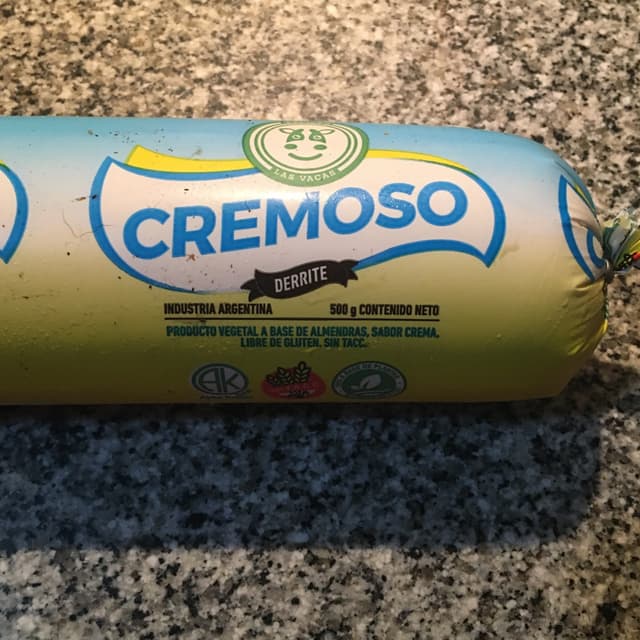 LAS VACAS
CREMOSO
DERRITE
INDUSTRIA ARGENTINA 500 g CONTENIDO NETO
PRODUCTO VEGETAL A BASE DE ALMENDRAS, SABOR CREMA,
LIBRE DE GLUTEN. SIN TACC.